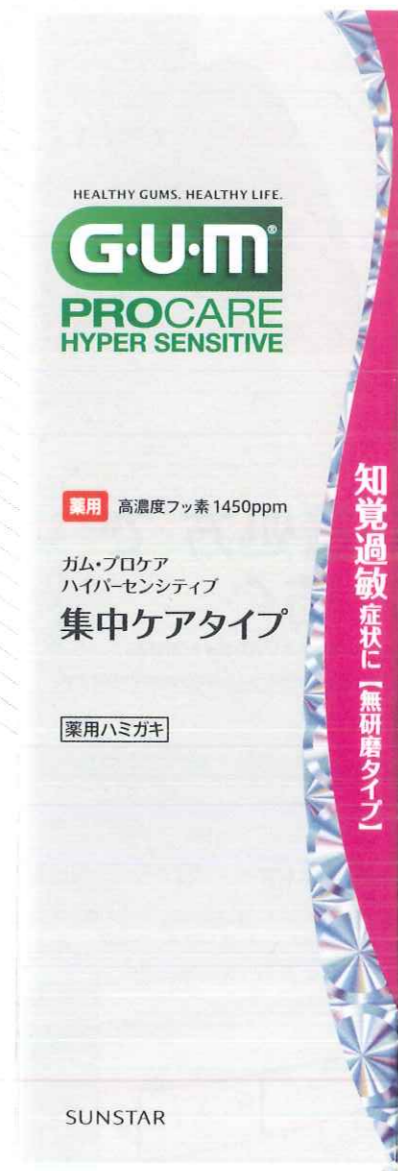 HEALTHY GUMS. HEALTHY LIFE.
G·U·M®
PROCARE
HYPER SENSITIVE
薬用 高濃度フッ素1450ppm
ガム・プロケア
ハイパーセンシティブ
集中ケアタイプ
薬用ハミガキ
知覚過敏症状に【無研磨タイプ】
SUNSTAR